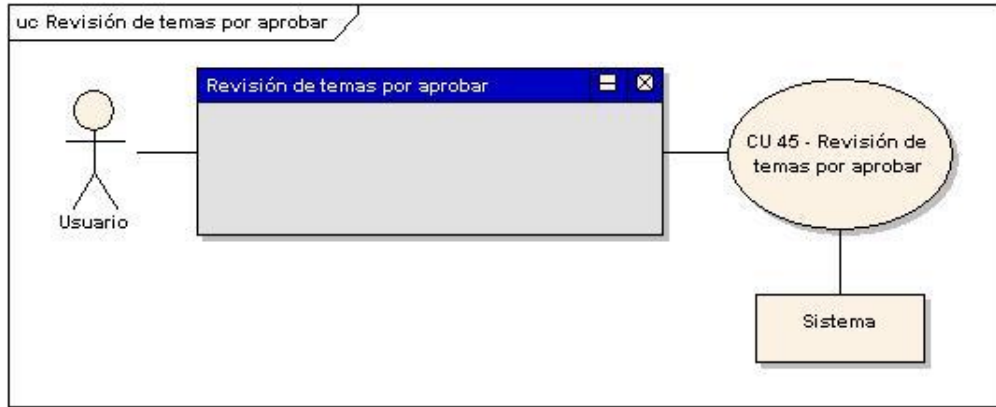 uc Revisión de temas por aprobar
Revisión de temas por aprobar
CU 45 - Revisión de
temas por aprobar
Usuario
Sistema